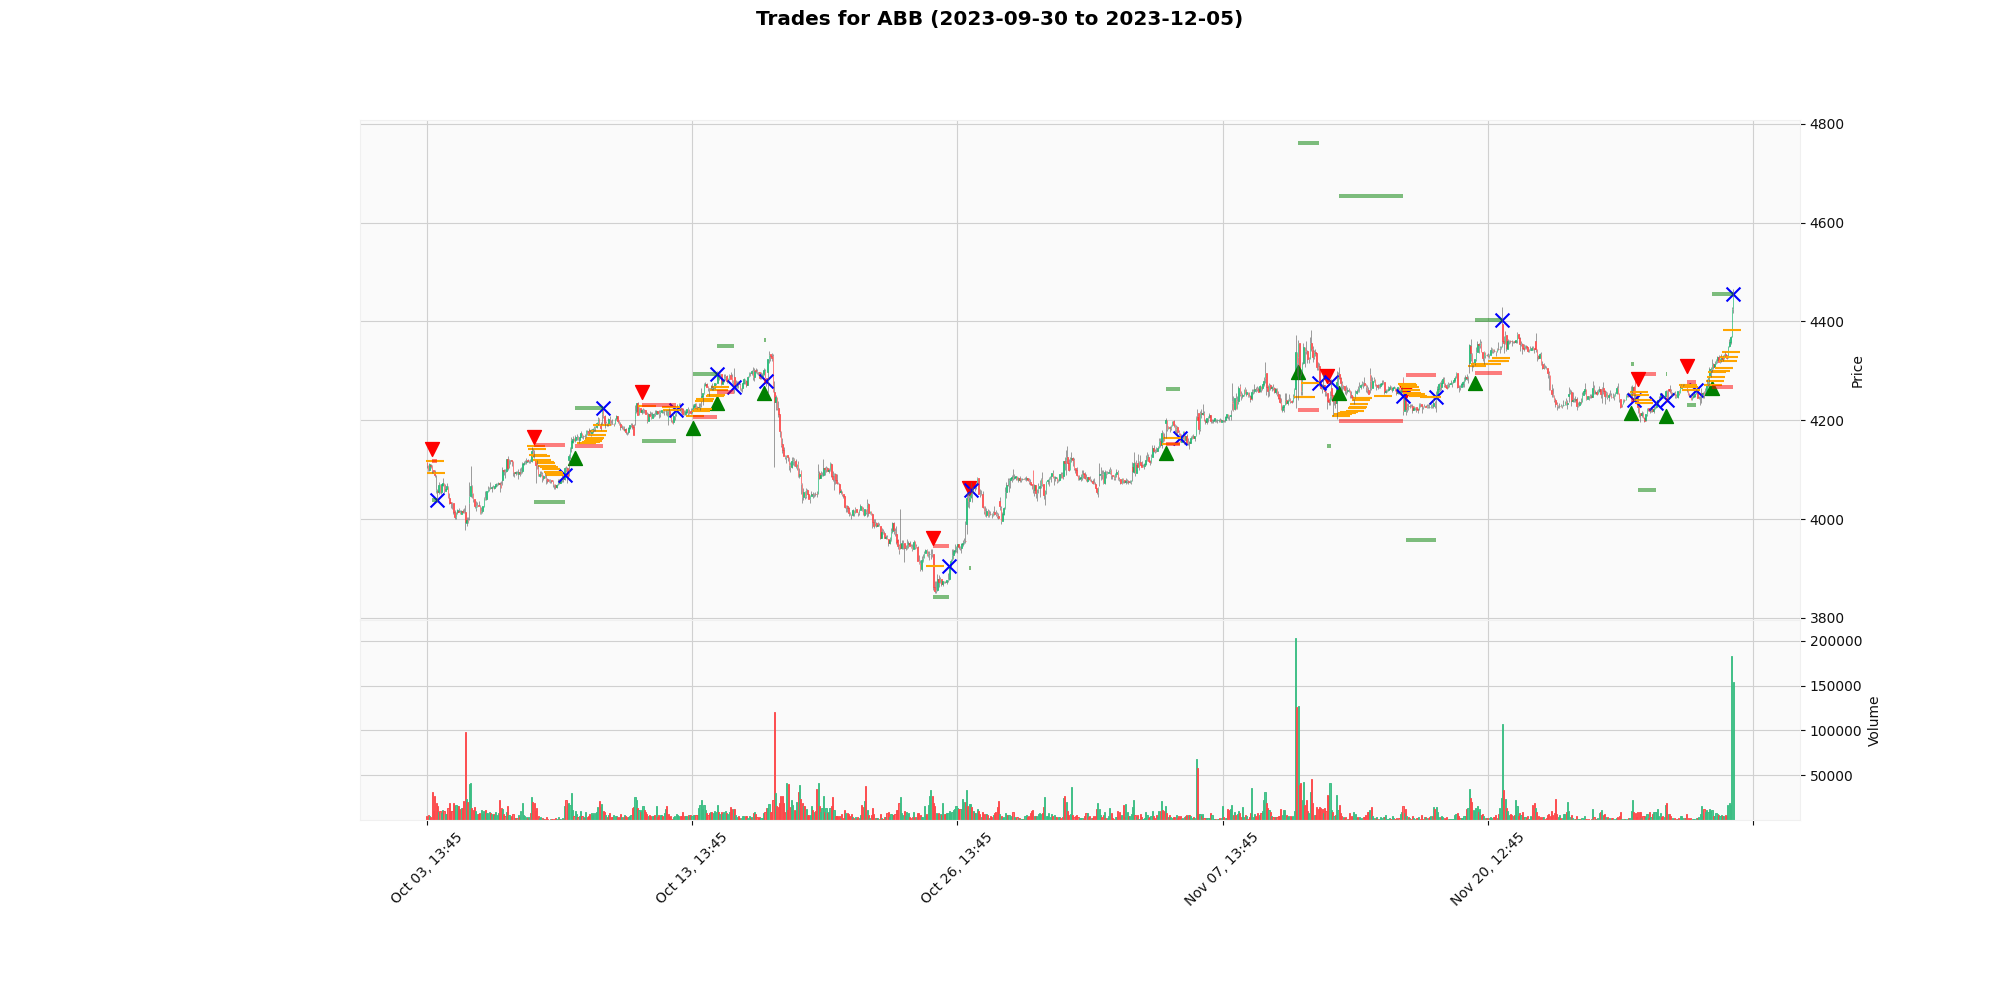 Trades for ABB (2023-09-30 to 2023-12-05)
4800
4600
4400
4200
4000
3800
Price
200000
150000
100000
50000
Volume
Oct 03, 13:45
Oct 13, 13:45
Oct 26, 13:45
Nov 07, 13:45
Nov 20, 12:45